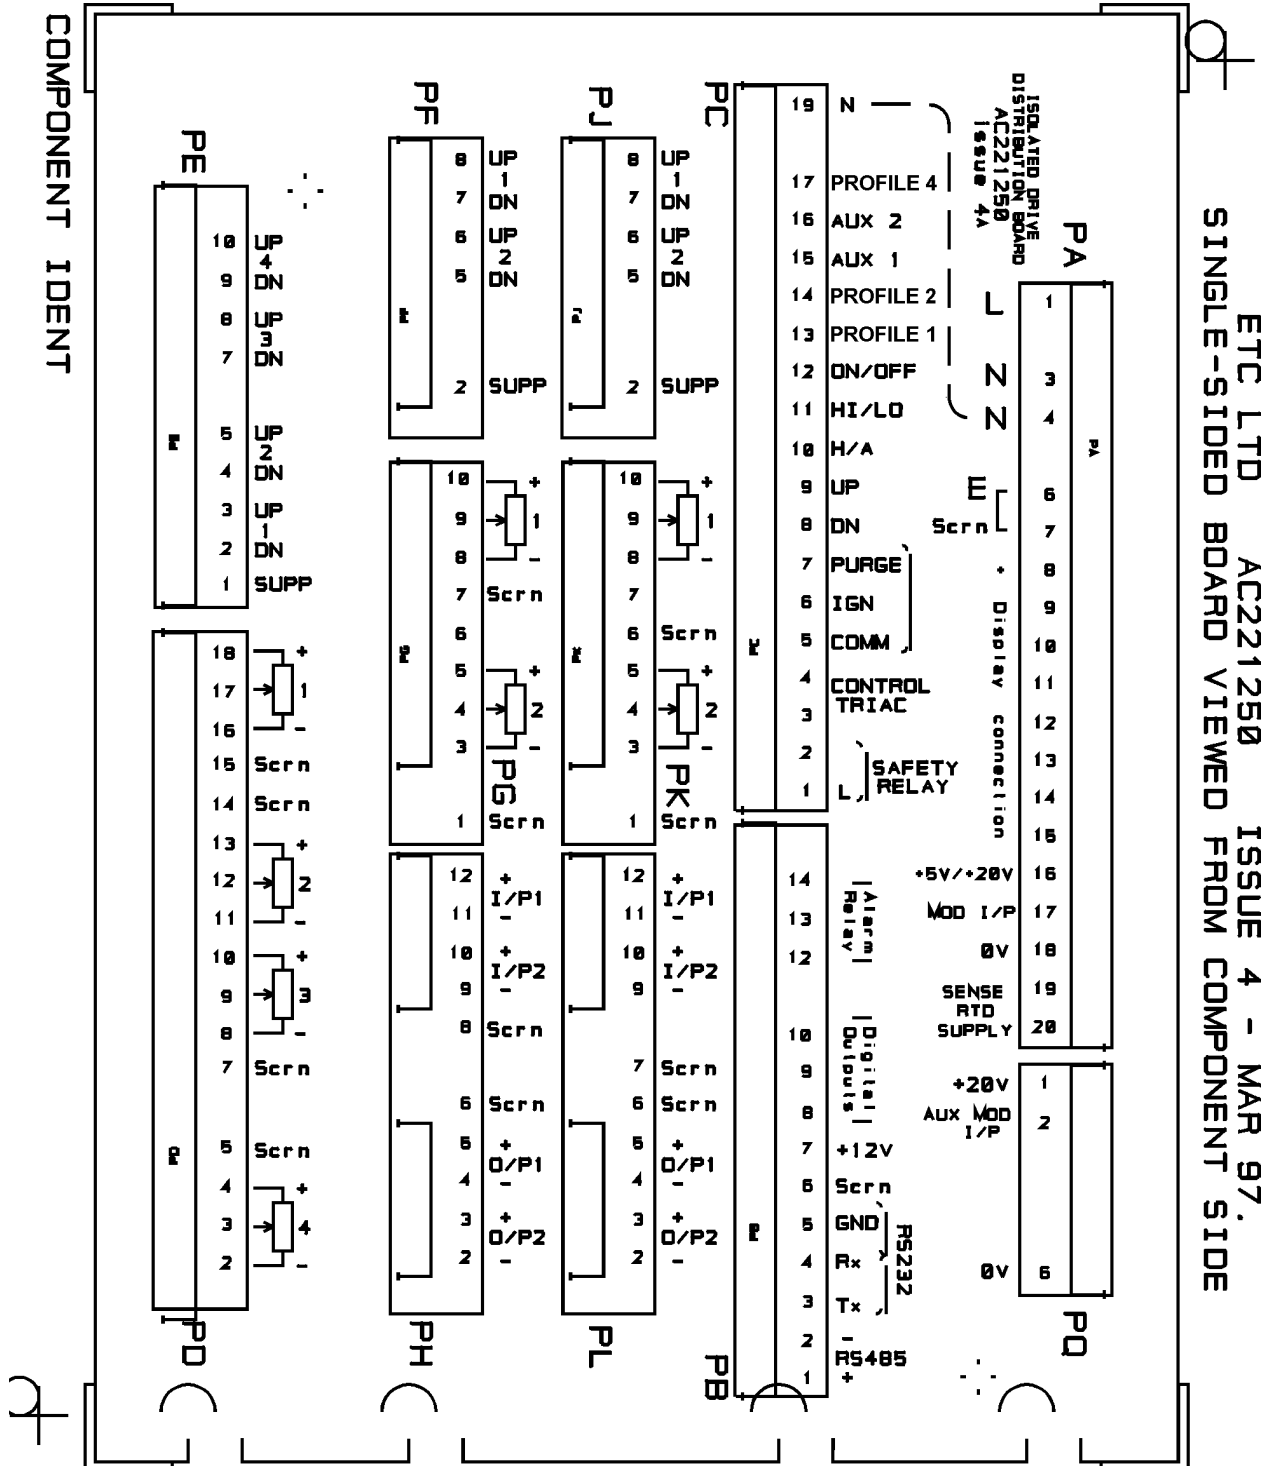 COMPONENT IDENT
ETC LTD AC221250 ISSUE 4 - MAR 97.
SINGLE-SIDED BOARD VIEWED FROM COMPONENT SIDE
ISOLATED DRIVE
DISTRIBUTION BOARD
AC221250
issue 4A
PE
10 UP
4
9 DN
8 UP
3
7 DN
5 UP
2
4 DN
3 UP
1
2 DN
1 SUPP
18 +
17 1
16 -
15 Scrn
14 Scrn
13 +
12 2
11 -
10 +
9 3
8 -
7 Scrn
5 Scrn
4 +
3 4
2 -
PD
PF
8 UP
1
7 DN
6 UP
2
5 DN
2 SUPP
10 +
9 1
8 -
7 Scrn
6
5 +
4 2
3 -
PG
1 Scrn
12 +
I/P1
11 -
10 +
I/P2
9 -
8 Scrn
6 Scrn
5 +
O/P1
4 -
3 +
O/P2
2 -
PH
PJ
8 UP
1
7 DN
6 UP
2
5 DN
2 SUPP
10 +
9 1
8 -
7
6 Scrn
5 +
4 2
3 -
PK
1 Scrn
12 +
I/P1
11 -
10 +
I/P2
9 -
7 Scrn
6 Scrn
5 +
O/P1
4 -
3 +
O/P2
2 -
PL
PC
19 N
17 PROFILE 4
16 AUX 2
15 AUX 1
14 PROFILE 2
13 PROFILE 1
12 ON/OFF
11 HI/LO
10 H/A
9 UP
8 DN
7 PURGE
6 IGN
5 COMM
4 CONTROL
TRIAC
3
2 SAFETY
RELAY
1 L
PC
14
13 Alarm
Relay
12
10
9 Digital
Outputs
8
7 +12V
6 Scrn
5 GND
4 Rx
3 Tx
RS232
2 -
RS485
1 +
PB
PA
L 1
N 3
N 4
PA
E 6
Scrn 7
+ 8
Display connection
9
10
11
12
13
14
15
+5V/+20V 16
MOD I/P 17
0V 18
SENSE 19
RTD
SUPPLY 20
+20V 1
AUX MOD 2
I/P
0V 6
PQ